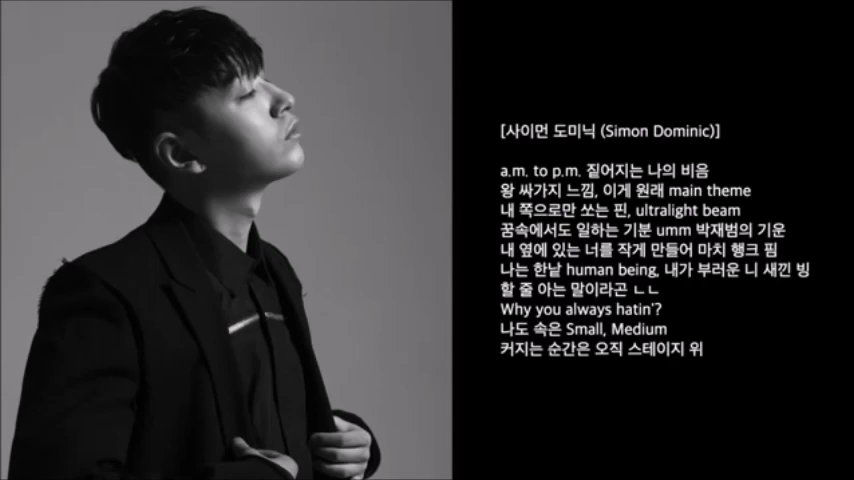 [사이먼 도미닉 (Simon Dominic)]
a.m. to p.m. 짙어지는 나의 비음
왕 싸가지 느낌, 이게 원래 main theme
내 쪽으로만 쏘는 핀, ultralight beam
꿈속에서도 일하는 기분 umm 박재범의 기운
내 옆에 있는 너를 작게 만들어 마치 행크 핌
나는 한낱 human being, 내가 부러운 니 새낀 빙
할 줄 아는 말이라곤 ㄴㄴ
Why you always hatin'?
나도 속은 Small, Medium
커지는 순간은 오직 스테이지 위